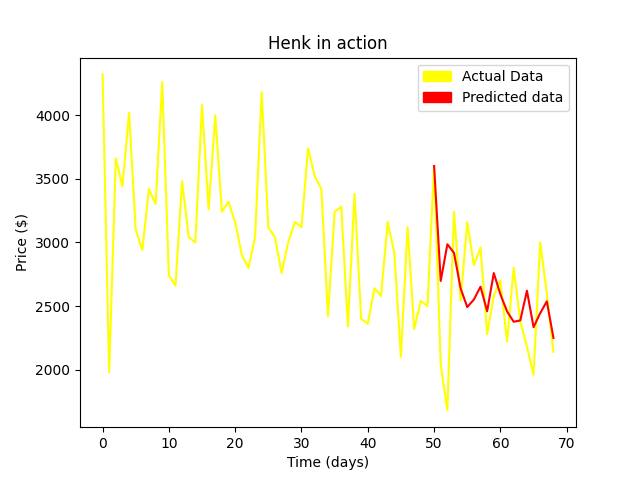 Henk in action
Actual Data
Predicted data
Price ($)
4000
3500
3000
2500
2000
0 10 20 30 40 50 60 70
Time (days)